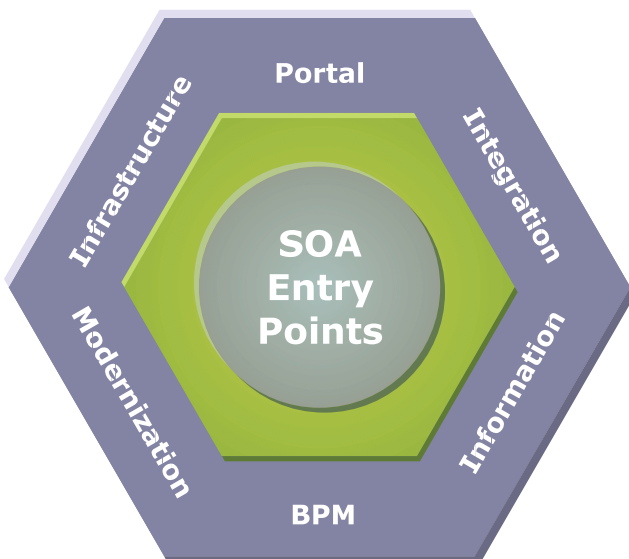 Portal
Integration
Information
BPM
Modernization
Infrastructure
SOA
Entry
Points